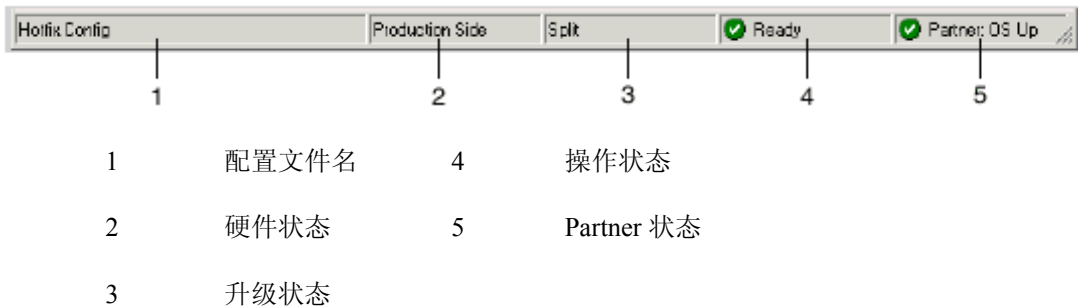 Hotfix Config Production Side Split Ready Partner: OS Up
1 2 3 4 5
1 配置文件名 4 操作状态
2 硬件状态 5 Partner 状态
3 升级状态